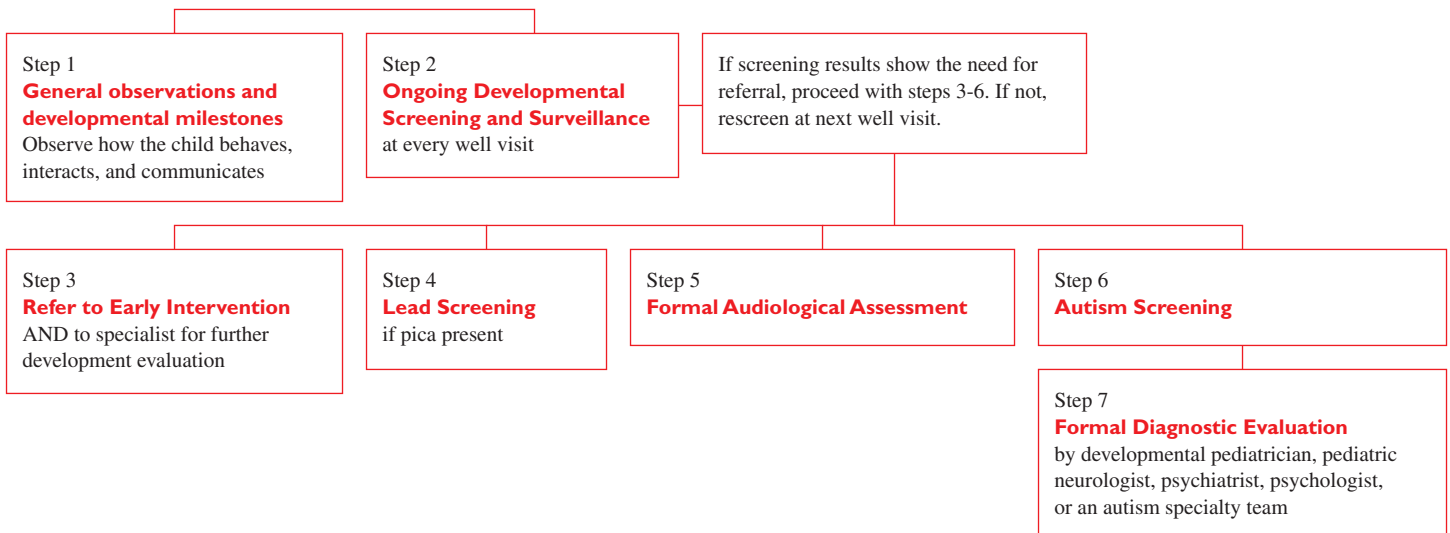 Step 1
General observations and
developmental milestones
Observe how the child behaves,
interacts, and communicates
Step 2
Ongoing Developmental
Screening and Surveillance
at every well visit
If screening results show the need for
referral, proceed with steps 3-6. If not,
rescreen at next well visit.
Step 3
Refer to Early Intervention
AND to specialist for further
development evaluation
Step 4
Lead Screening
if pica present
Step 5
Formal Audiological Assessment
Step 6
Autism Screening
Step 7
Formal Diagnostic Evaluation
by developmental pediatrician, pediatric
neurologist, psychiatrist, psychologist,
or an autism specialty team